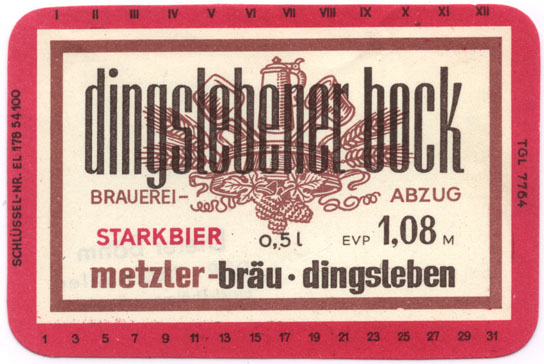 I II III IV V VI VII VIII IX X XI XII
SCHLÜSSEL-NR. EL 178 54 100
dingslebener bock
BRAUEREI- ABZUG
STARKBIER 0,5 l EVP 1,08 M
metzler-bräu · dingsleben
TGL 7764
1 3 5 7 9 11 13 15 17 19 21 23 25 27 29 31